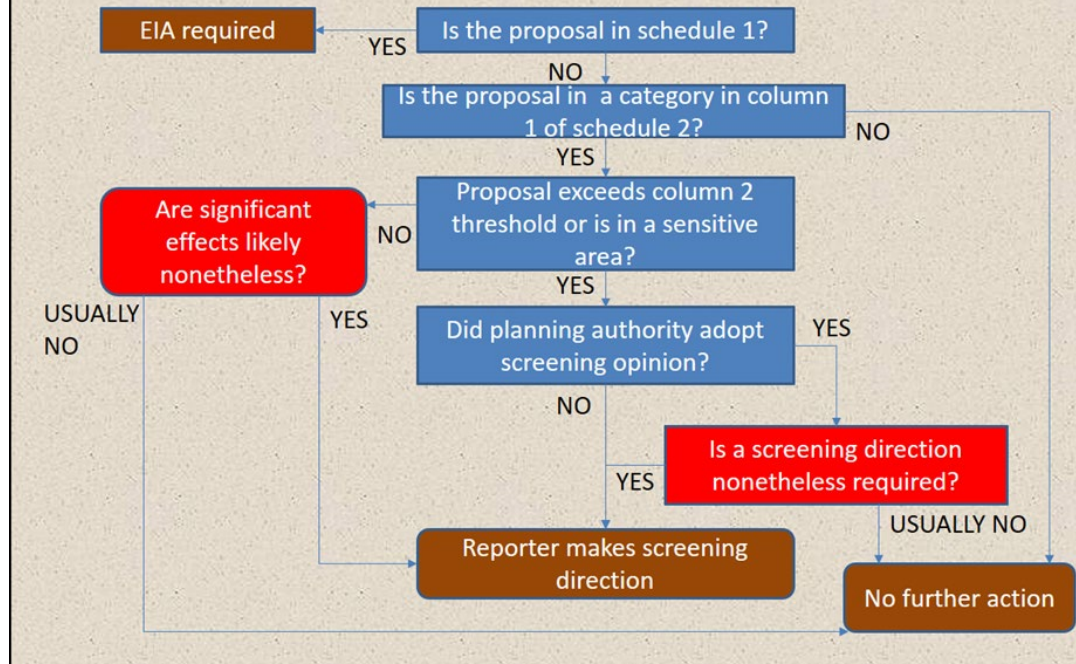 EIA required
YES
Is the proposal in schedule 1?
NO
Is the proposal in a category in column
1 of schedule 2?
NO
YES
Are significant
effects likely
nonetheless?
NO
Proposal exceeds column 2
threshold or is in a sensitive
area?
YES
USUALLY
NO
YES
Did planning authority adopt
screening opinion?
YES
NO
Is a screening direction
nonetheless required?
YES
USUALLY NO
Reporter makes screening
direction
No further action